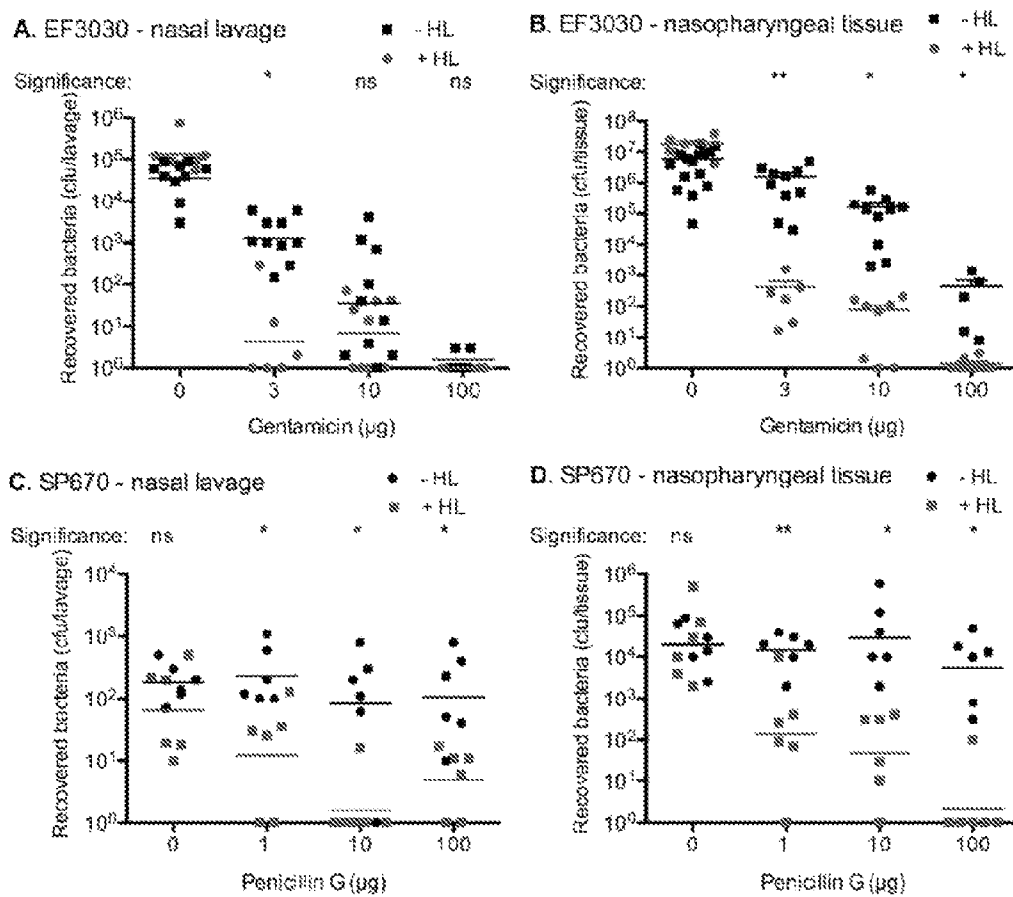 A. EF3030 - nasal lavage
- HL
+ HL
Significance: * ns ns
Recovered bacteria (cfu/lavage)
10⁶
10⁵
10⁴
10³
10²
10¹
10⁰
0 3 10 100
Gentamicin (µg)
B. EF3030 - nasopharyngeal tissue
- HL
+ HL
Significance: ** * *
Recovered bacteria (cfu/tissue)
10⁸
10⁷
10⁶
10⁵
10⁴
10³
10²
10¹
10⁰
0 3 10 100
Gentamicin (µg)
C. SP670 - nasal lavage
- HL
+ HL
Significance: ns * * *
Recovered bacteria (cfu/lavage)
10⁴
10³
10²
10¹
10⁰
0 1 10 100
Penicillin G (µg)
D. SP670 - nasopharyngeal tissue
- HL
+ HL
Significance: ns ** * *
Recovered bacteria (cfu/tissue)
10⁶
10⁵
10⁴
10³
10²
10¹
10⁰
0 1 10 100
Penicillin G (µg)